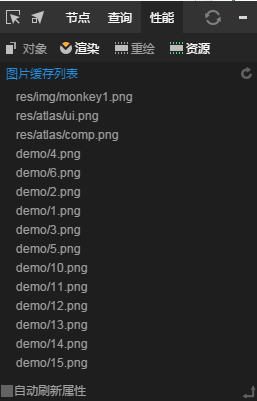 节点 查询 性能
对象 渲染 重绘 资源
图片缓存列表
res/img/monkey1.png
res/atlas/ui.png
res/atlas/comp.png
demo/4.png
demo/6.png
demo/2.png
demo/1.png
demo/3.png
demo/5.png
demo/10.png
demo/11.png
demo/12.png
demo/13.png
demo/14.png
demo/15.png
自动刷新属性